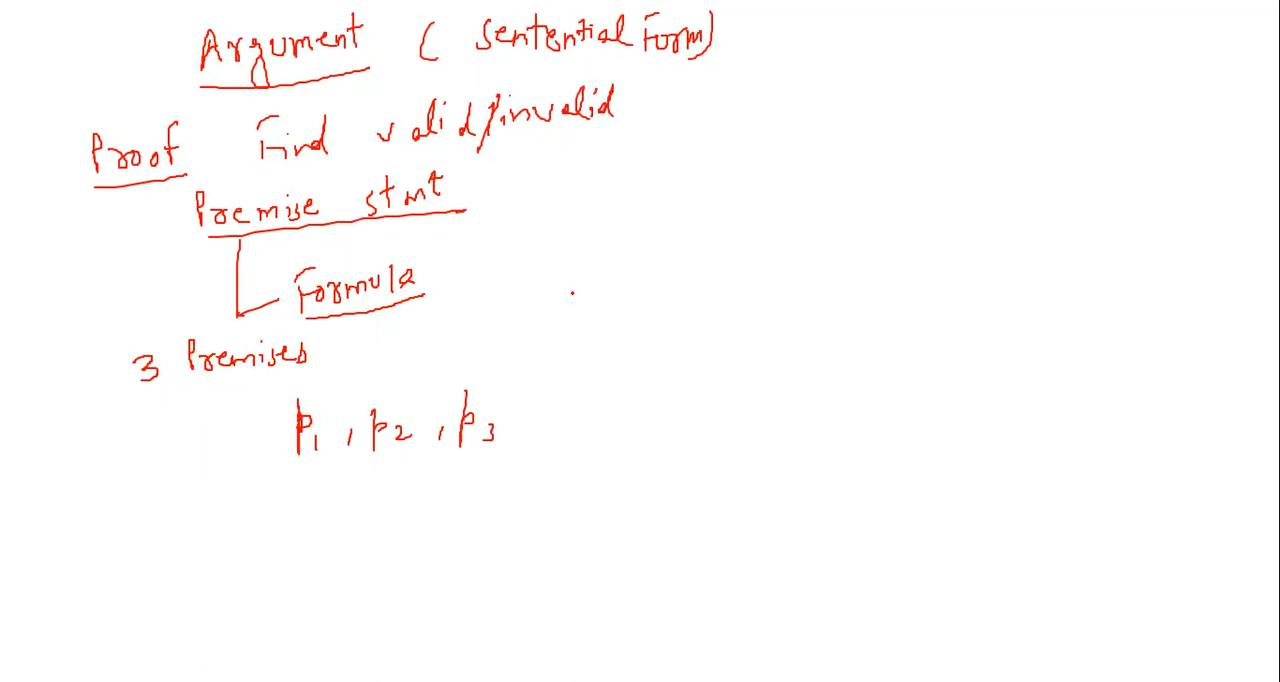 Argument ( Sentential Form)
Proof Find valid/invalid
Premise stmt
Formula
3 Premises
p1 , p2 , p3